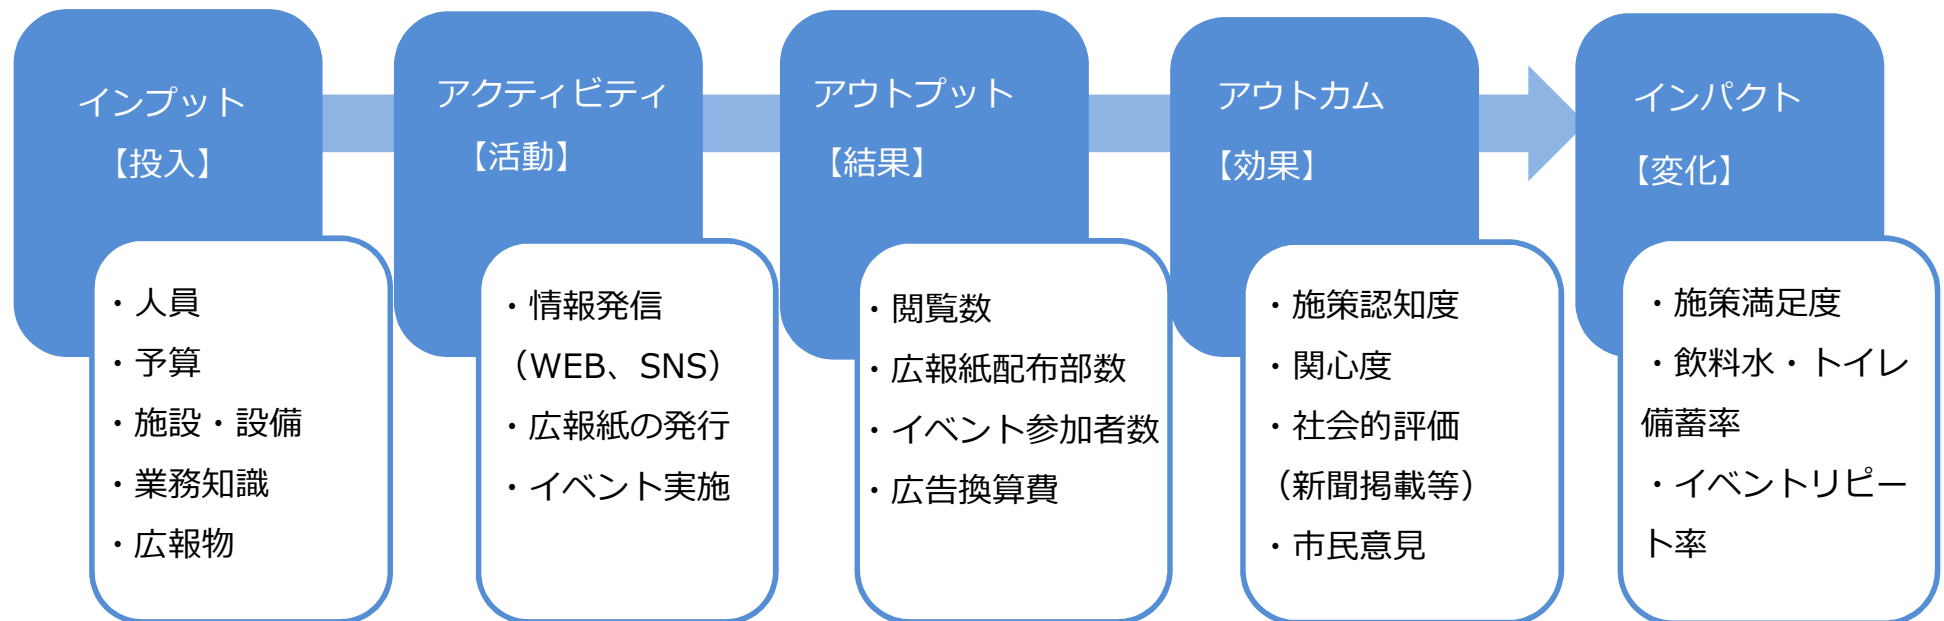 インプット
【投入】
・人員
・予算
・施設・設備
・業務知識
・広報物
アクティビティ
【活動】
・情報発信
（WEB、SNS）
・広報紙の発行
・イベント実施
アウトプット
【結果】
・閲覧数
・広報紙配布部数
・イベント参加者数
・広告換算費
アウトカム
【効果】
・施策認知度
・関心度
・社会的評価
（新聞掲載等）
・市民意見
インパクト
【変化】
・施策満足度
・飲料水・トイレ
備蓄率
・イベントリピー
ト率